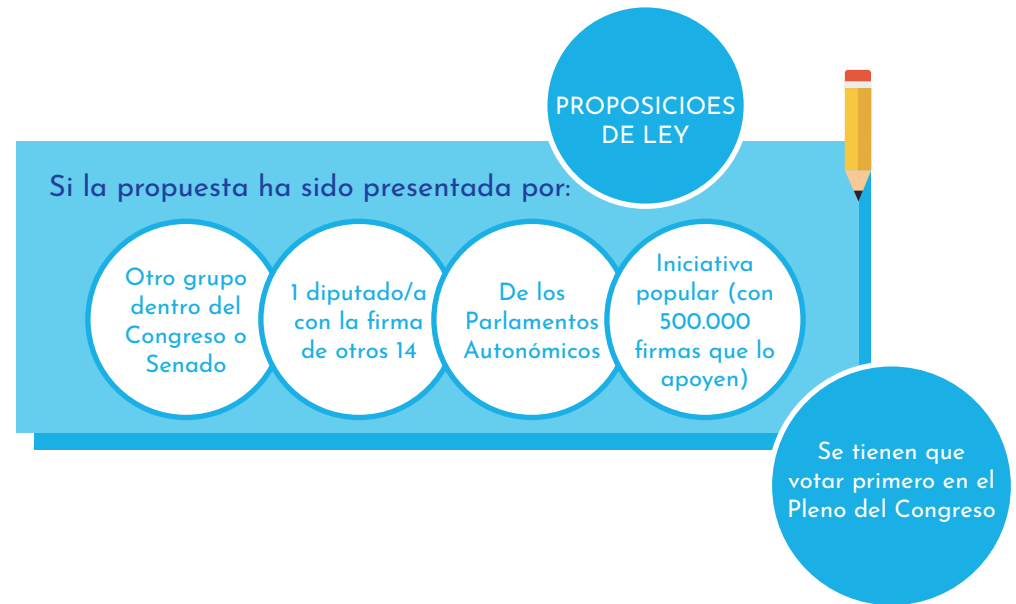 PROPOSICIOES
DE LEY
Si la propuesta ha sido presentada por:
Otro grupo
dentro del
Congreso o
Senado
1 diputado/a
con la firma
de otros 14
De los
Parlamentos
Autonómicos
Iniciativa
popular (con
500.000
firmas que lo
apoyen)
Se tienen que
votar primero en el
Pleno del Congreso